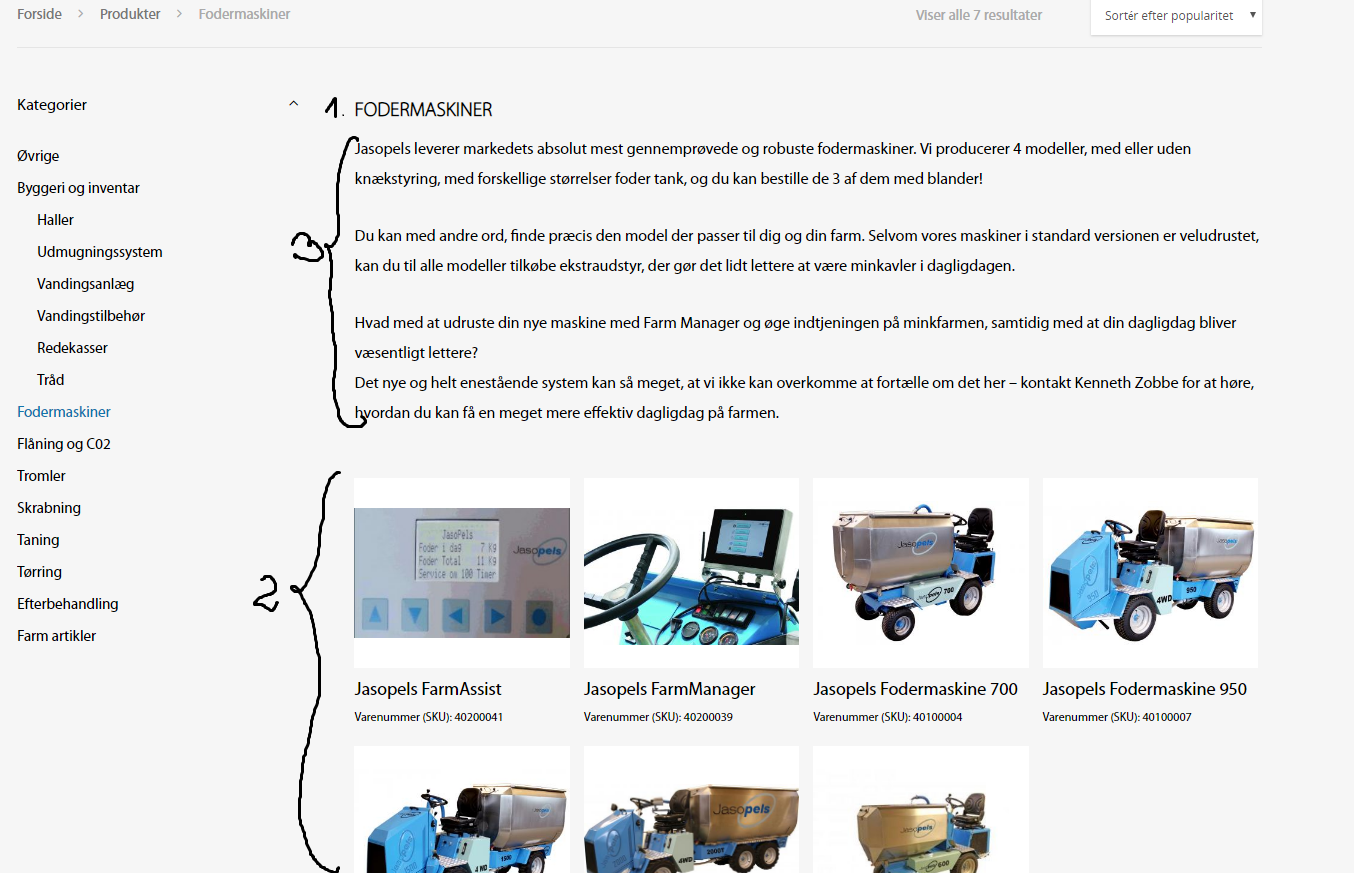 Forside > Produkter > Fodermaskiner
Viser alle 7 resultater
Sortér efter popularitet
Kategorier
Øvrige
Byggeri og inventar
Haller
Udmugningssystem
Vandingsanlæg
Vandingstilbehør
Redekasser
Tråd
Fodermaskiner
Flåning og C02
Tromler
Skrabning
Taning
Tørring
Efterbehandling
Farm artikler
1. FODERMASKINER
3
Jasopels leverer markedets absolut mest gennemprøvede og robuste fodermaskiner. Vi producerer 4 modeller, med eller uden
knækstyring, med forskellige størrelser foder tank, og du kan bestille de 3 af dem med blander!
Du kan med andre ord, finde præcis den model der passer til dig og din farm. Selvom vores maskiner i standard versionen er veludrustet,
kan du til alle modeller tilkøbe ekstraudstyr, der gør det lidt lettere at være minkavler i dagligdagen.
Hvad med at udruste din nye maskine med Farm Manager og øge indtjeningen på minkfarmen, samtidig med at din dagligdag bliver
væsentligt lettere?
Det nye og helt enestående system kan så meget, at vi ikke kan overkomme at fortælle om det her – kontakt Kenneth Zobbe for at høre,
hvordan du kan få en meget mere effektiv dagligdag på farmen.
2
JasoPels
Foder i dag 7 Kg
Foder Total 11 Kg
Service om 100 Timer
Jasopels
Jasopels
700
950
4WD
950
Jasopels FarmAssist
Varenummer (SKU): 40200041
Jasopels FarmManager
Varenummer (SKU): 40200039
Jasopels Fodermaskine 700
Varenummer (SKU): 40100004
Jasopels Fodermaskine 950
Varenummer (SKU): 40100007
Jasopels
4WD
Jasopels
4WD
2000T
Jasopels
600